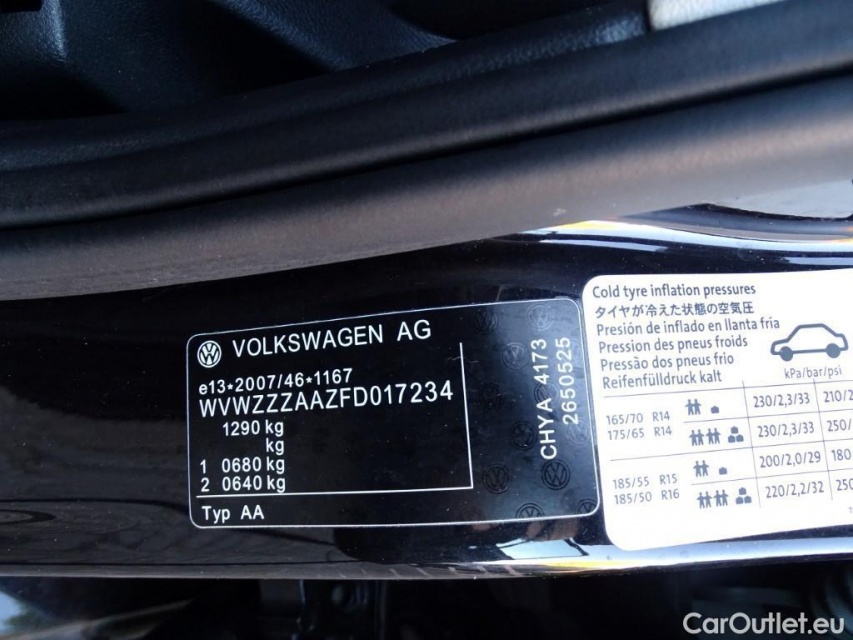 VOLKSWAGEN AG
e13*2007/46*1167
WVWZZZAAZFD017234
1290 kg
kg
1 0680 kg
2 0640 kg
Typ AA
CHYA 4173
2650525
Cold tyre inflation pressures
タイヤが冷えた状態の空気圧
Presión de inflado en llanta fria
Pression des pneus froids
Pressão dos pneus frio
Reifenfülldruck kalt
kPa/bar/psi
165/70 R14
175/65 R14
230/2,3/33 210/2
230/2,3/33 250/
185/55 R15
185/50 R16
200/2,0/29 180
220/2,2/32 250
CarOutlet.eu